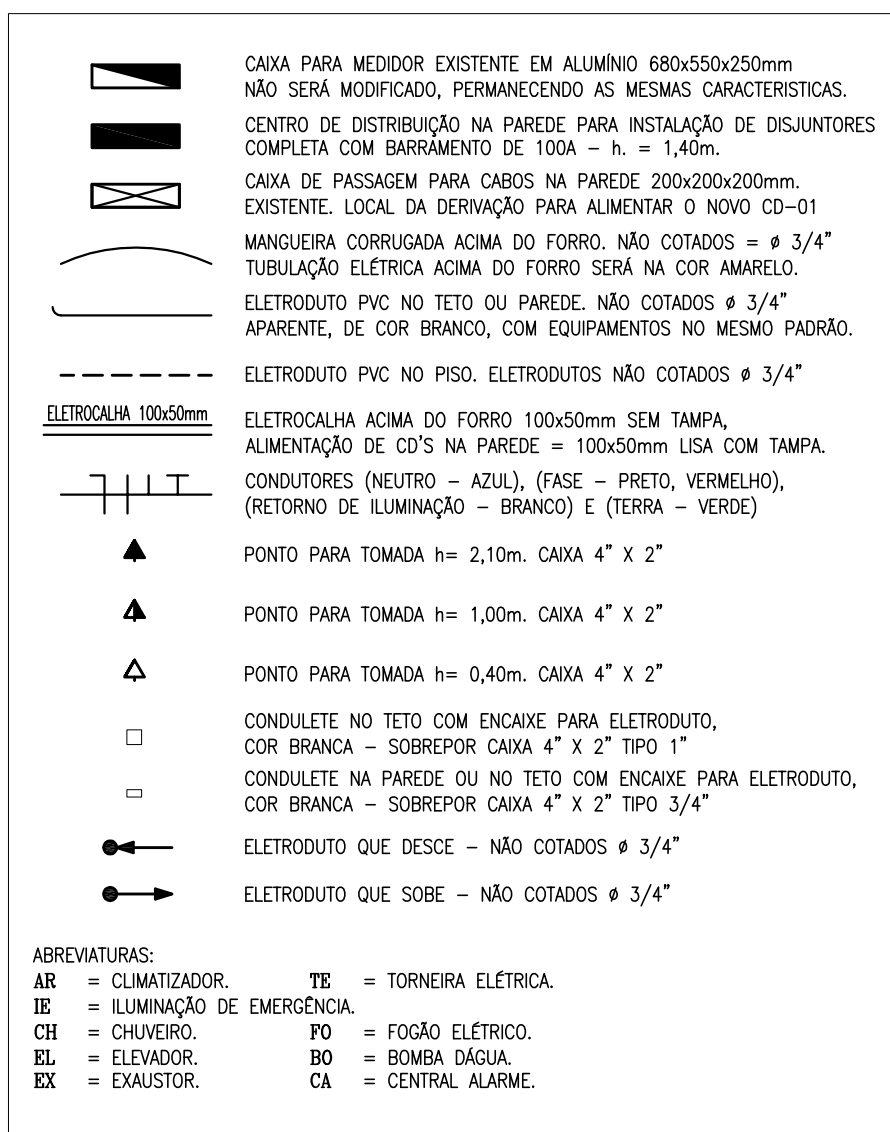 CAIXA PARA MEDIDOR EXISTENTE EM ALUMÍNIO 680x550x250mm
NÃO SERÁ MODIFICADO, PERMANECENDO AS MESMAS CARACTERISTICAS.
CENTRO DE DISTRIBUIÇÃO NA PAREDE PARA INSTALAÇÃO DE DISJUNTORES
COMPLETA COM BARRAMENTO DE 100A – h. = 1,40m.
CAIXA DE PASSAGEM PARA CABOS NA PAREDE 200x200x200mm.
EXISTENTE. LOCAL DA DERIVAÇÃO PARA ALIMENTAR O NOVO CD–01
MANGUEIRA CORRUGADA ACIMA DO FORRO. NÃO COTADOS = ø 3/4"
TUBULAÇÃO ELÉTRICA ACIMA DO FORRO SERÁ NA COR AMARELO.
ELETRODUTO PVC NO TETO OU PAREDE. NÃO COTADOS ø 3/4"
APARENTE, DE COR BRANCO, COM EQUIPAMENTOS NO MESMO PADRÃO.
ELETRODUTO PVC NO PISO. ELETRODUTOS NÃO COTADOS ø 3/4"
ELETROCALHA 100x50mm
ELETROCALHA ACIMA DO FORRO 100x50mm SEM TAMPA,
ALIMENTAÇÃO DE CD'S NA PAREDE = 100x50mm LISA COM TAMPA.
CONDUTORES (NEUTRO – AZUL), (FASE – PRETO, VERMELHO),
(RETORNO DE ILUMINAÇÃO – BRANCO) E (TERRA – VERDE)
PONTO PARA TOMADA h= 2,10m. CAIXA 4" X 2"
PONTO PARA TOMADA h= 1,00m. CAIXA 4" X 2"
PONTO PARA TOMADA h= 0,40m. CAIXA 4" X 2"
CONDULETE NO TETO COM ENCAIXE PARA ELETRODUTO,
COR BRANCA – SOBREPOR CAIXA 4" X 2" TIPO 1"
CONDULETE NA PAREDE OU NO TETO COM ENCAIXE PARA ELETRODUTO,
COR BRANCA – SOBREPOR CAIXA 4" X 2" TIPO 3/4"
ELETRODUTO QUE DESCE – NÃO COTADOS ø 3/4"
ELETRODUTO QUE SOBE – NÃO COTADOS ø 3/4"
ABREVIATURAS:
AR = CLIMATIZADOR. TE = TORNEIRA ELÉTRICA.
IE = ILUMINAÇÃO DE EMERGÊNCIA.
CH = CHUVEIRO. FO = FOGÃO ELÉTRICO.
EL = ELEVADOR. BO = BOMBA DÁGUA.
EX = EXAUSTOR. CA = CENTRAL ALARME.